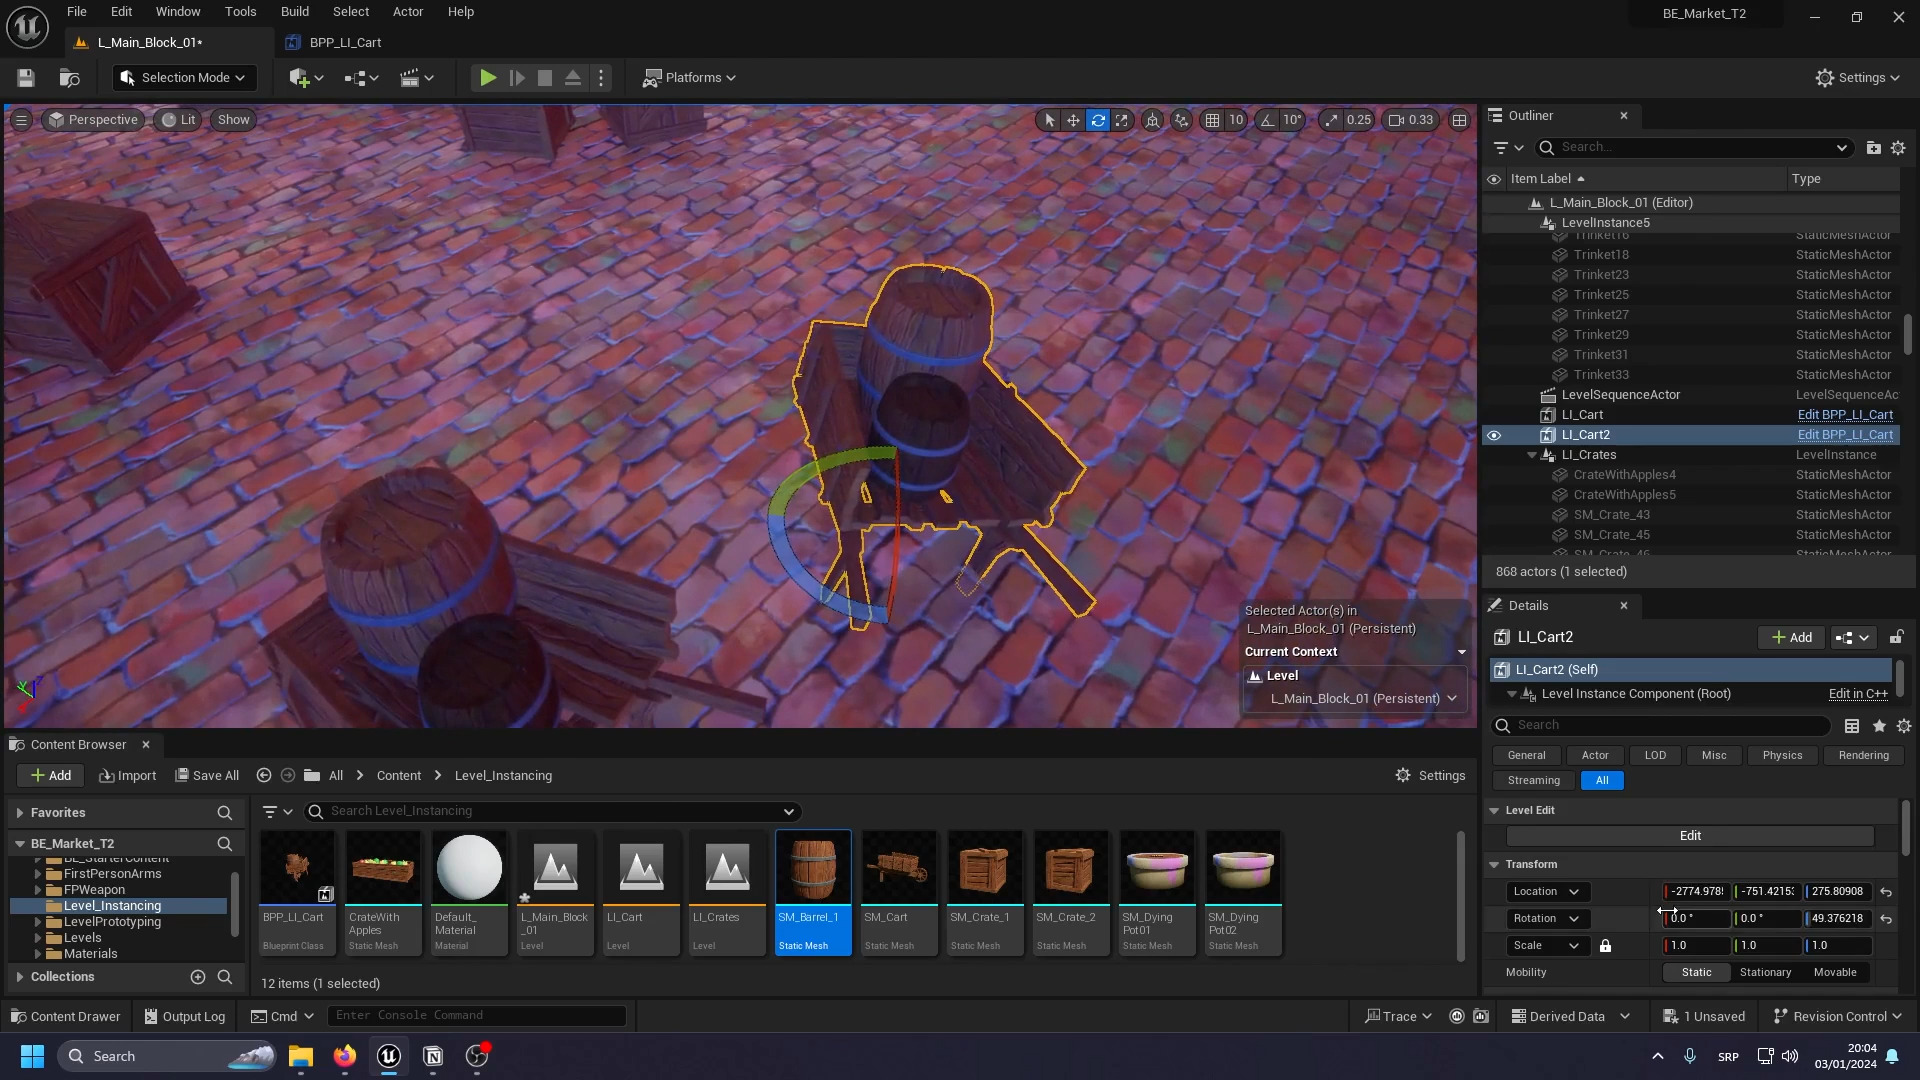 File Edit Window Tools Build Select Actor Help
BE_Market_T2
L_Main_Block_01*
BPP_LI_Cart
Selection Mode
Platforms
Settings
Perspective Lit Show
10 10° 0.25 0.33
Selected Actor(s) in
L_Main_Block_01 (Persistent)
Current Context
Level
L_Main_Block_01 (Persistent)
Outliner
Search...
Item Label Type
L_Main_Block_01 (Editor)
LevelInstance5
Trinket16 StaticMeshActor
Trinket18 StaticMeshActor
Trinket23 StaticMeshActor
Trinket25 StaticMeshActor
Trinket27 StaticMeshActor
Trinket29 StaticMeshActor
Trinket31 StaticMeshActor
Trinket33 StaticMeshActor
LevelSequenceActor LevelSequenceAc
LI_Cart Edit BPP_LI_Cart
LI_Cart2 Edit BPP_LI_Cart
LI_Crates LevelInstance
CrateWithApples4 StaticMeshActor
CrateWithApples5 StaticMeshActor
SM_Crate_43 StaticMeshActor
SM_Crate_45 StaticMeshActor
SM_Crate_46 StaticMeshActor
868 actors (1 selected)
Details
LI_Cart2
Add
LI_Cart2 (Self)
Level Instance Component (Root) Edit in C++
Search
General Actor LOD Misc Physics Rendering
Streaming All
Level Edit
Edit
Transform
Location -2774.978! -751.4215: 275.80908
Rotation 0.0 ° 0.0 ° 49.376218
Scale 1.0 1.0 1.0
Mobility Static Stationary Movable
Content Browser
Add Import Save All All Content Level_Instancing
Settings
Favorites
BE_Market_T2
BE_StarterContent
FirstPersonArms
FPWeapon
Level_Instancing
LevelPrototyping
Levels
Materials
Collections
Search Level_Instancing
BPP_LI_Cart
Blueprint Class
CrateWith
Apples
Static Mesh
Default_
Material
Material
L_Main_Block
_01
Level
LI_Cart
Level
LI_Crates
Level
SM_Barrel_1
Static Mesh
SM_Cart
Static Mesh
SM_Crate_1
Static Mesh
SM_Crate_2
Static Mesh
SM_Dying
Pot01
Static Mesh
SM_Dying
Pot02
Static Mesh
12 items (1 selected)
Content Drawer Output Log Cmd Enter Console Command
Trace Derived Data 1 Unsaved Revision Control
Search
SRP
20:04
03/01/2024